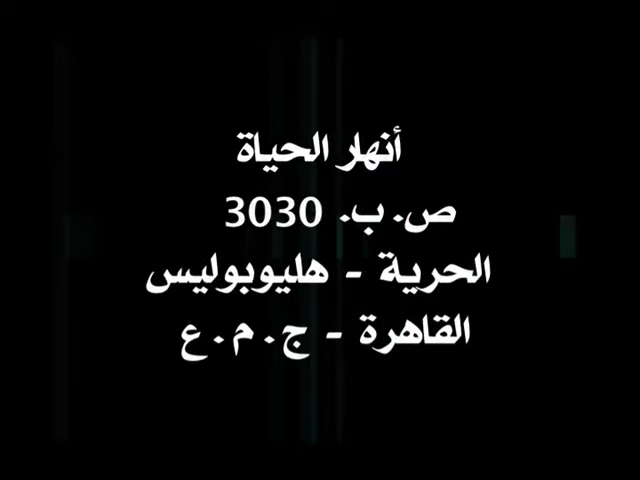 أنهار الحياة
ص. ب. 3030
الحرية - هليوبوليس
القاهرة - ج . م . ع